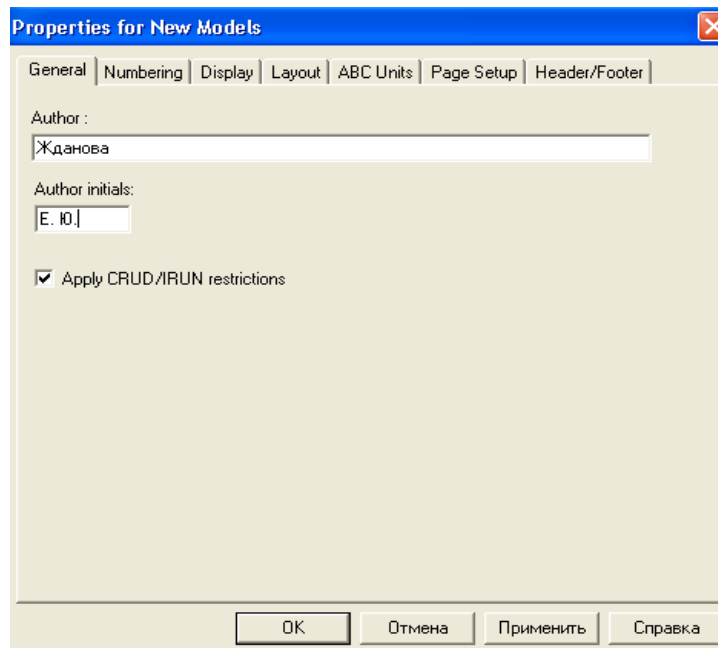 Properties for New Models
General Numbering Display Layout ABC Units Page Setup Header/Footer
Author :
Жданова
Author initials:
Е. Ю.
Apply CRUD/IRUN restrictions
OK Отмена Применить Справка